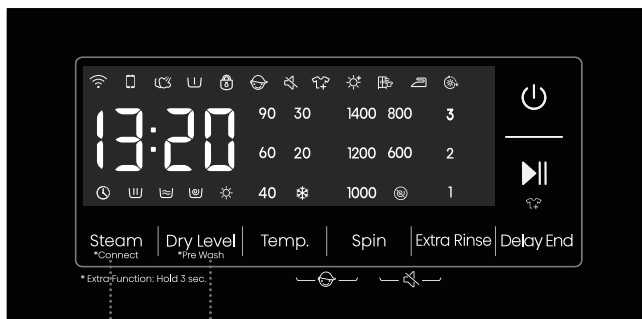 13:20
90 30 1400 800 3
60 20 1200 600 2
40 1000 1
Steam Dry Level Temp. Spin Extra Rinse Delay End
*Connect *Pre Wash
* Extra Function: Hold 3 sec.